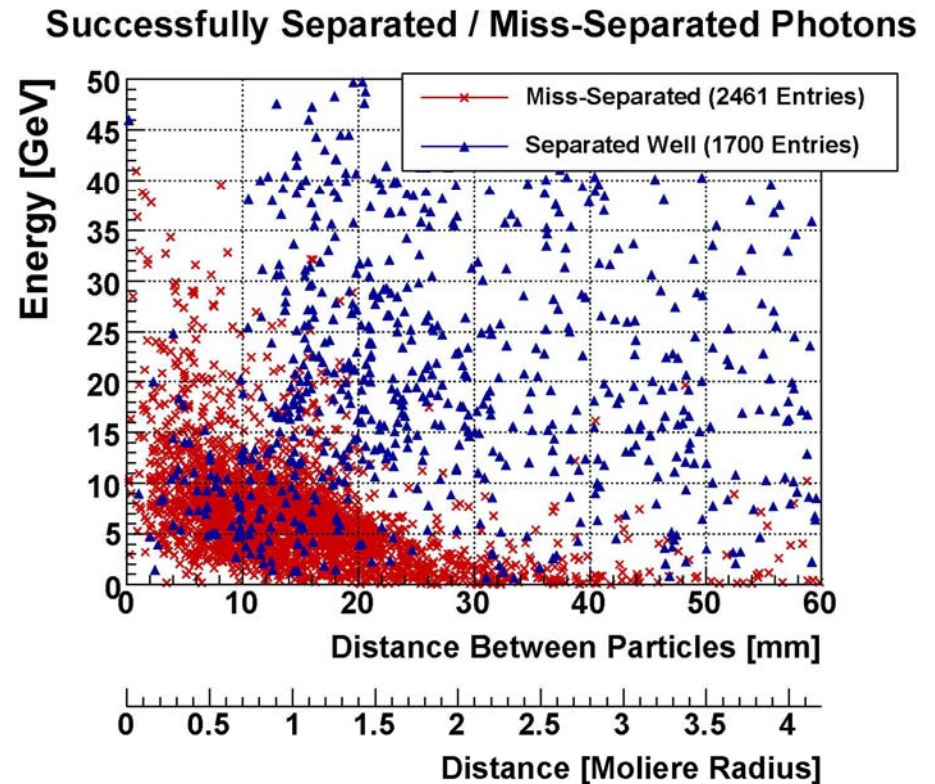 Successfully Separated / Miss-Separated Photons
Energy [GeV]
50
45
40
35
30
25
20
15
10
5
0
Miss-Separated (2461 Entries)
Separated Well (1700 Entries)
0 10 20 30 40 50 60
Distance Between Particles [mm]
0 0.5 1 1.5 2 2.5 3 3.5 4
Distance [Moliere Radius]